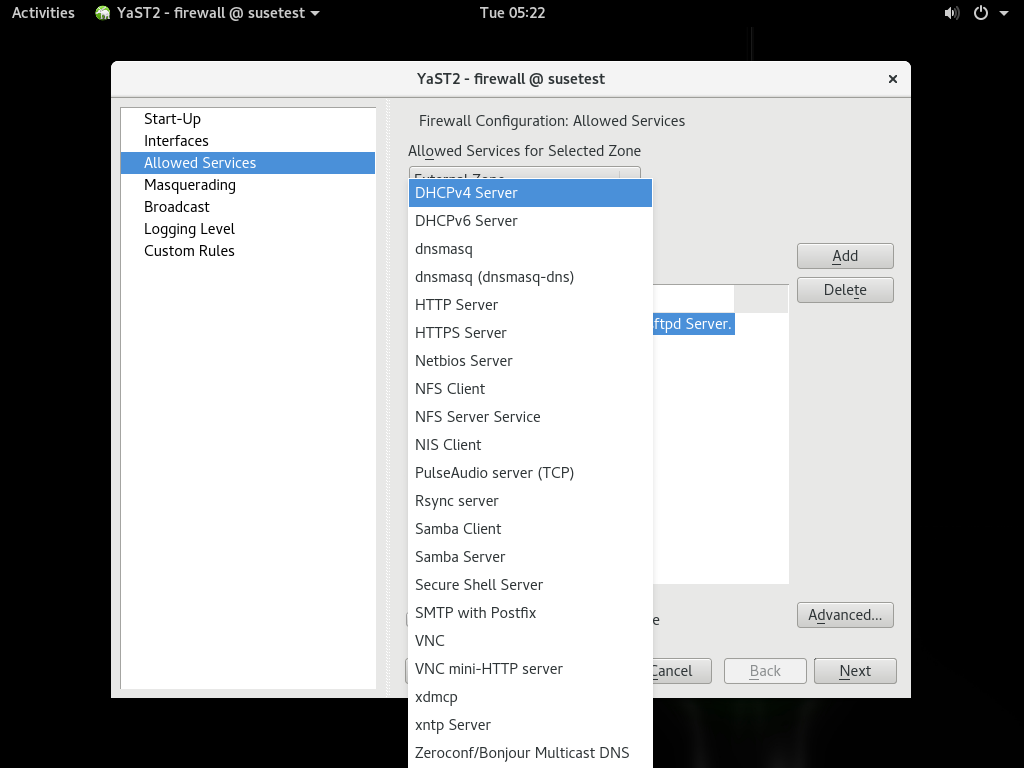 Activities YaST2 - firewall @ susetest Tue 05:22
YaST2 - firewall @ susetest
Start-Up
Interfaces
Allowed Services
Masquerading
Broadcast
Logging Level
Custom Rules
Firewall Configuration: Allowed Services
Allowed Services for Selected Zone
External Zone
DHCPv4 Server
DHCPv6 Server
dnsmasq
dnsmasq (dnsmasq-dns)
HTTP Server
HTTPS Server
Netbios Server
NFS Client
NFS Server Service
NIS Client
PulseAudio server (TCP)
Rsync server
Samba Client
Samba Server
Secure Shell Server
SMTP with Postfix
VNC
VNC mini-HTTP server
xdmcp
xntp Server
Zeroconf/Bonjour Multicast DNS
Add
Delete
ftpd Server.
Advanced...
Cancel Back Next